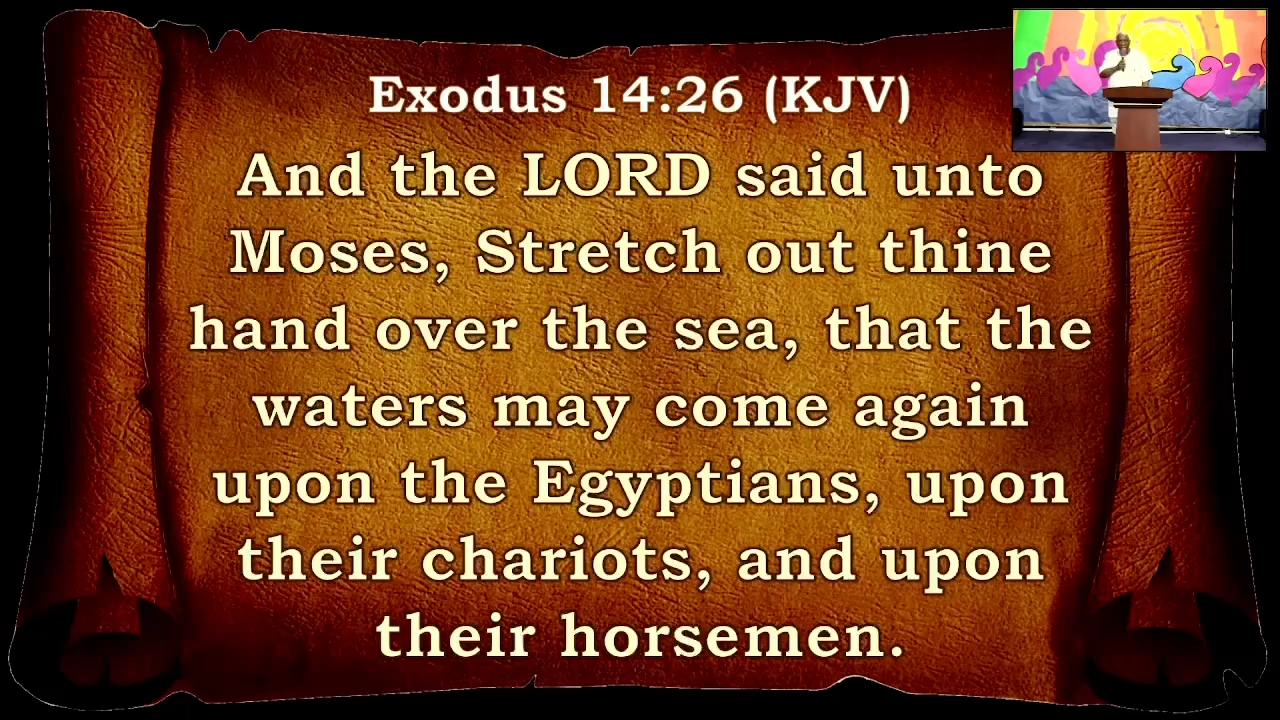 Exodus 14:26 (KJV)
And the LORD said unto
Moses, Stretch out thine
hand over the sea, that the
waters may come again
upon the Egyptians, upon
their chariots, and upon
their horsemen.